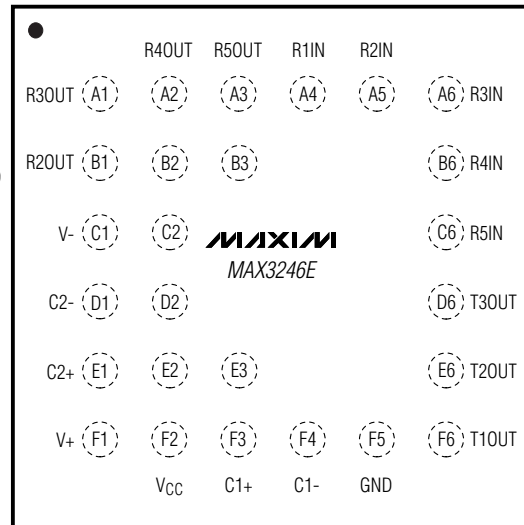 R4OUT R5OUT R1IN R2IN
R3OUT A1 A2 A3 A4 A5 A6 R3IN
R2OUT B1 B2 B3 B6 R4IN
V- C1 C2 MAXIM C6 R5IN
MAX3246E
C2- D1 D2 D6 T3OUT
C2+ E1 E2 E3 E6 T2OUT
V+ F1 F2 F3 F4 F5 F6 T1OUT
VCC C1+ C1- GND